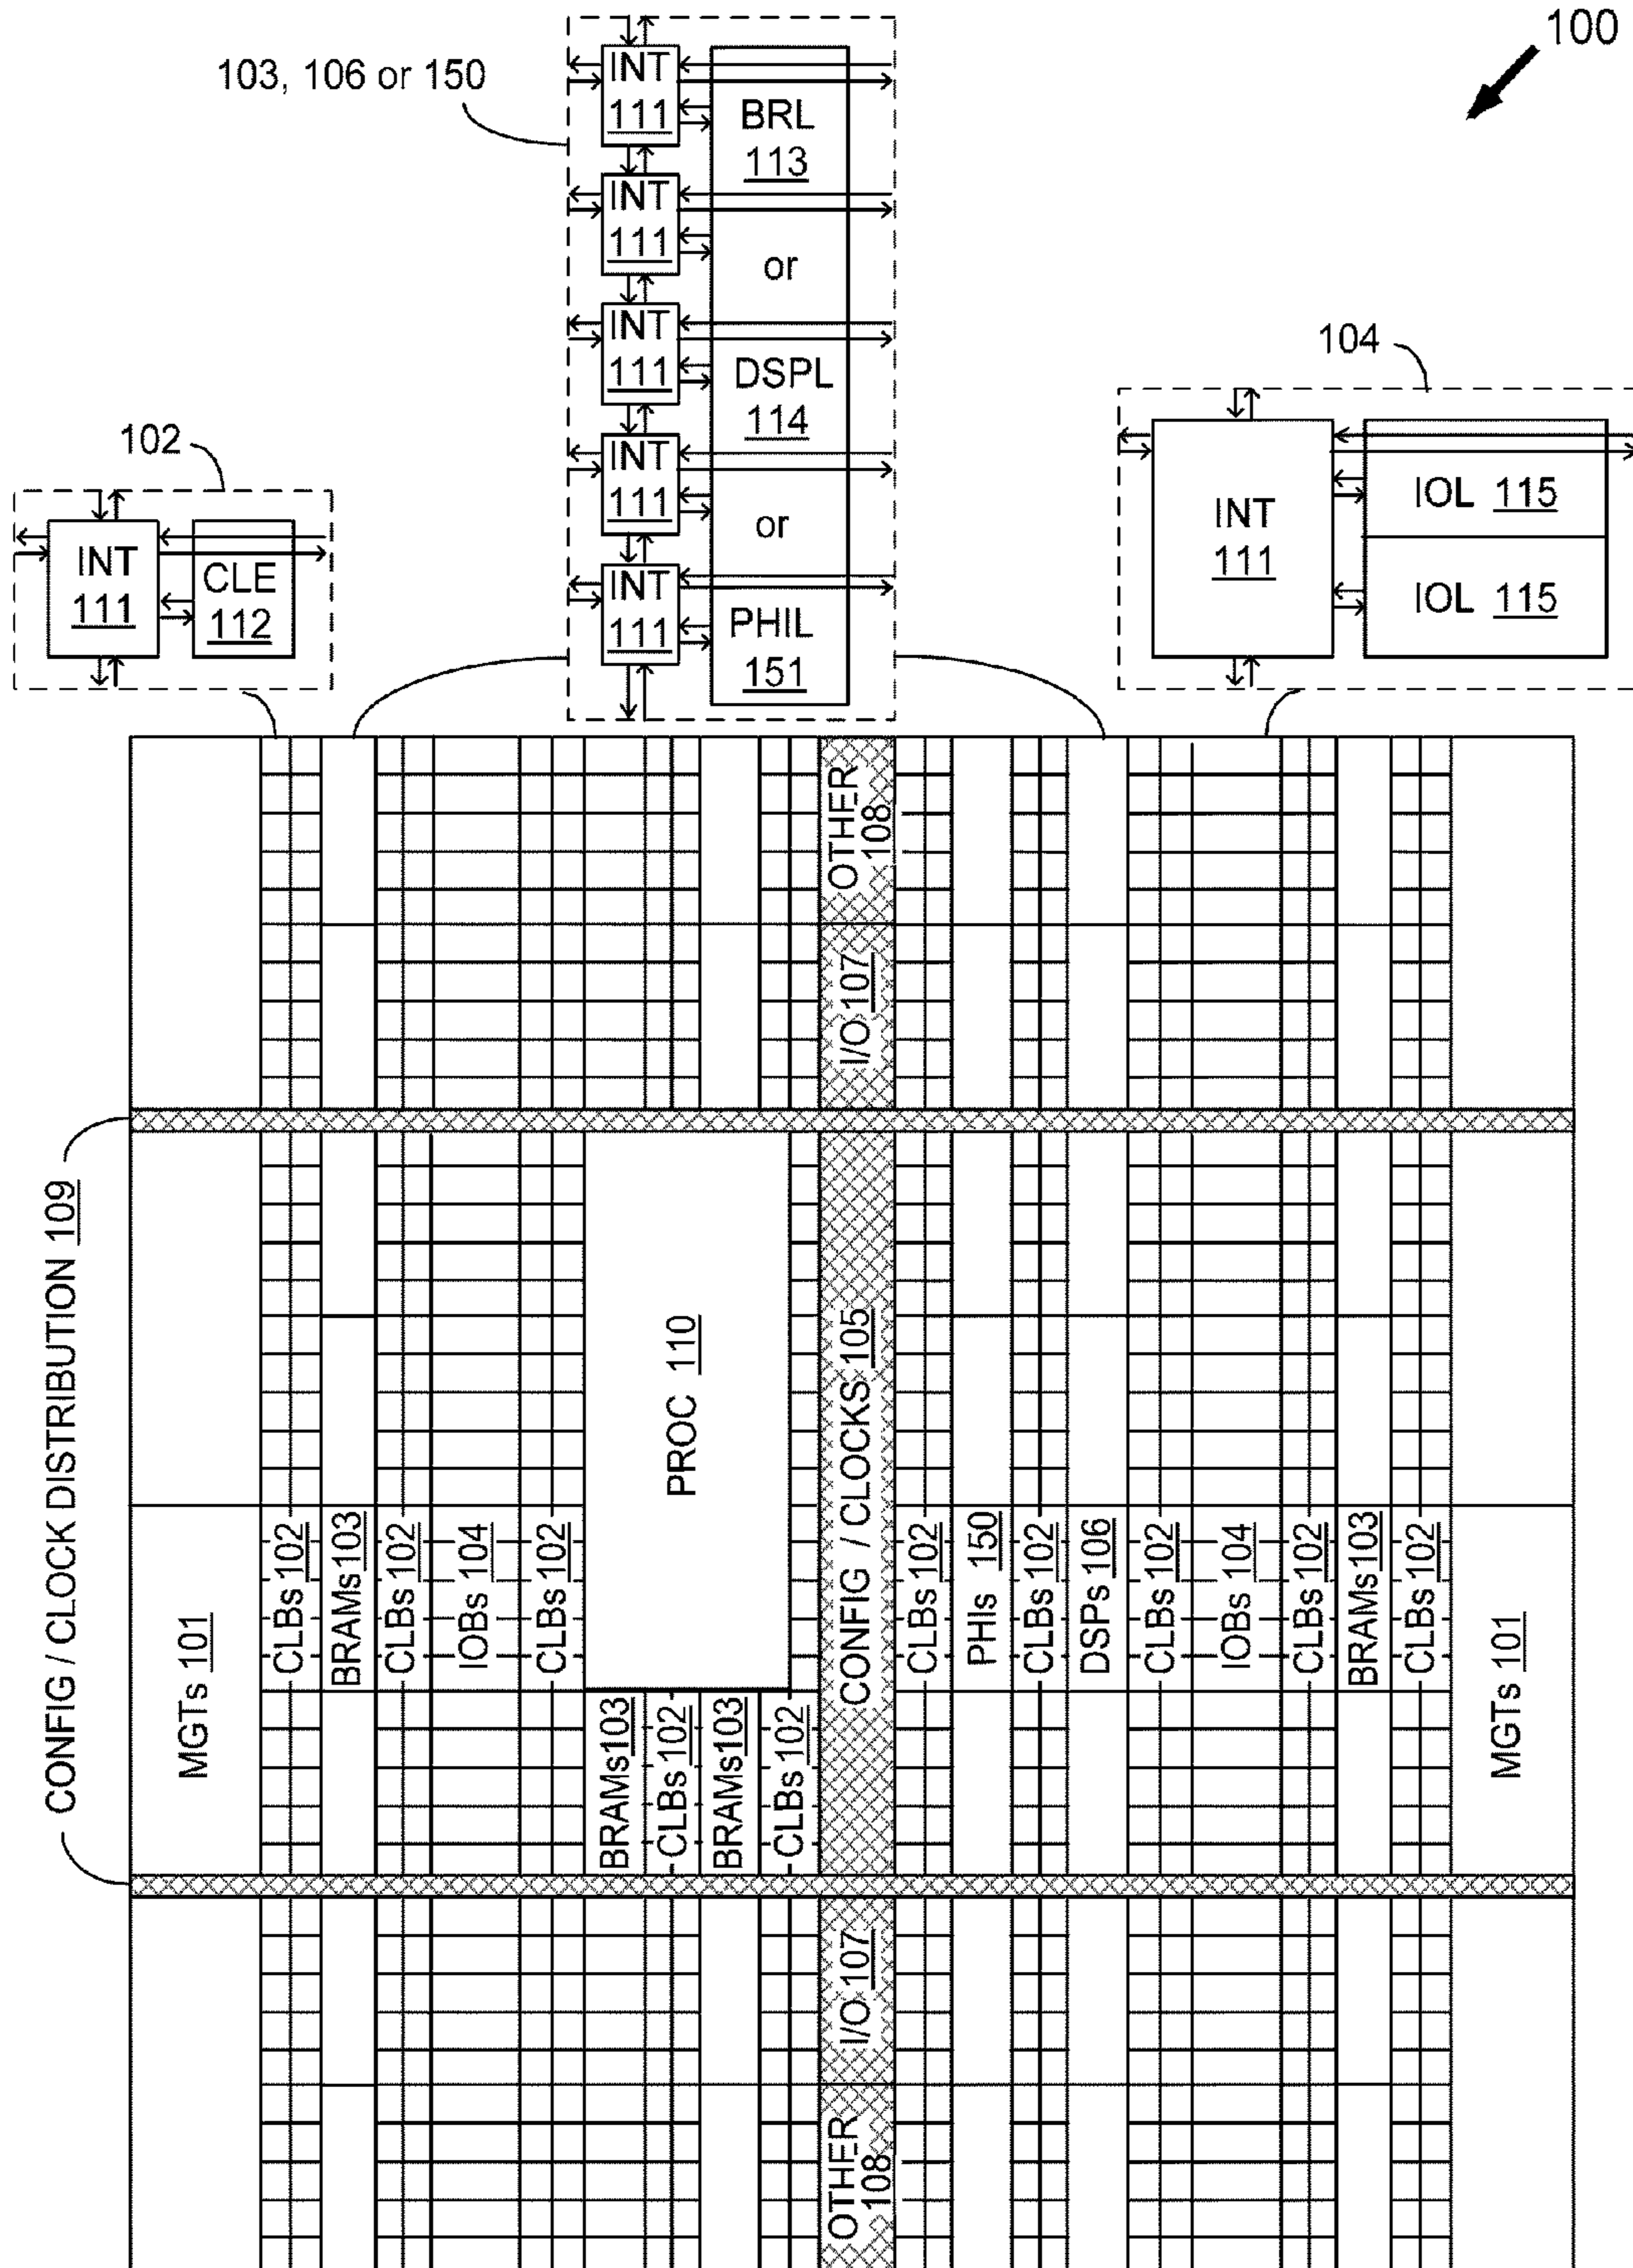 100
103, 106 or 150
INT
111
INT
111
INT
111
INT
111
INT
111
BRL
113
or
DSPL
114
or
PHIL
151
104
INT
111
IOL 115
IOL 115
102
INT
111
CLE
112
CONFIG / CLOCK DISTRIBUTION 109
OTHER
108
I/O 107
MGTs 101
CLBs 102
BRAMs 103
CLBs 102
IOBs 104
CLBs 102
PROC 110
BRAMs 103
CLBs 102
BRAMs 103
CLBs 102
CONFIG / CLOCKS 105
CLBs 102
PHIs 150
CLBs 102
DSPs 106
CLBs 102
IOBs 104
CLBs 102
BRAMs 103
CLBs 102
MGTs 101
I/O 107
OTHER
108